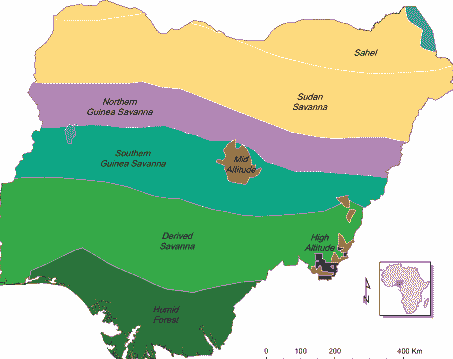 Sahel
Sudan
Savanna
Northern
Guinea Savanna
Southern
Guinea Savanna
Mid
Altitude
Derived
Savanna
High
Altitude
Humid
Forest
N
0 100 200 400 Km